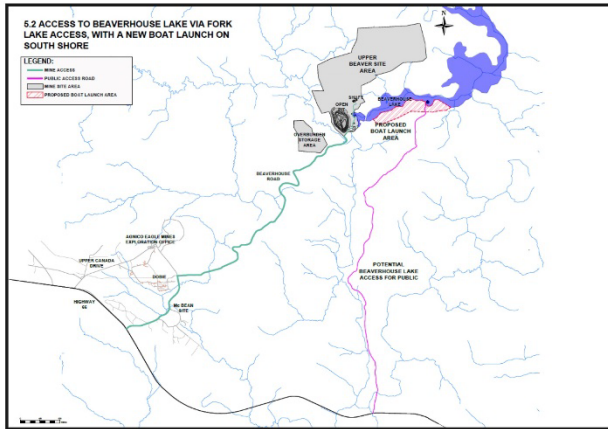 5.2 ACCESS TO BEAVERHOUSE LAKE VIA FORK
LAKE ACCESS, WITH A NEW BOAT LAUNCH ON
SOUTH SHORE
LEGEND:
MINE ACCESS
PUBLIC ACCESS ROAD
MINE SITE AREA
PROPOSED BOAT LAUNCH AREA
N
UPPER
BEAVER SITE
AREA
BEAVERHOUSE
LAKE
OPEN
PIT
PROPOSED
BOAT LAUNCH
AREA
OVERBURDEN
STORAGE
AREA
BEAVERHOUSE
ROAD
AGNICO EAGLE MINES
EXPLORATION OFFICE
UPPER CANADA
DRIVE
DOBIE
POTENTIAL
BEAVERHOUSE LAKE
ACCESS FOR PUBLIC
HIGHWAY
66
Mc BEAN
SITE